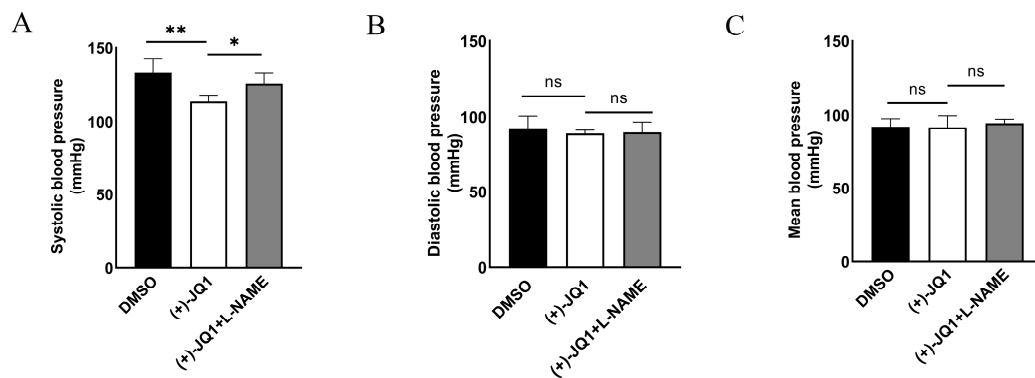 A
Systolic blood pressure
(mmHg)
150
100
50
0
**
*
DMSO
(+)-JQ1
(+)-JQ1+L-NAME
B
Diastolic blood pressure
(mmHg)
150
100
50
0
ns
ns
DMSO
(+)-JQ1
(+)-JQ1+L-NAME
C
Mean blood pressure
(mmHg)
150
100
50
0
ns
ns
DMSO
(+)-JQ1
(+)-JQ1+L-NAME